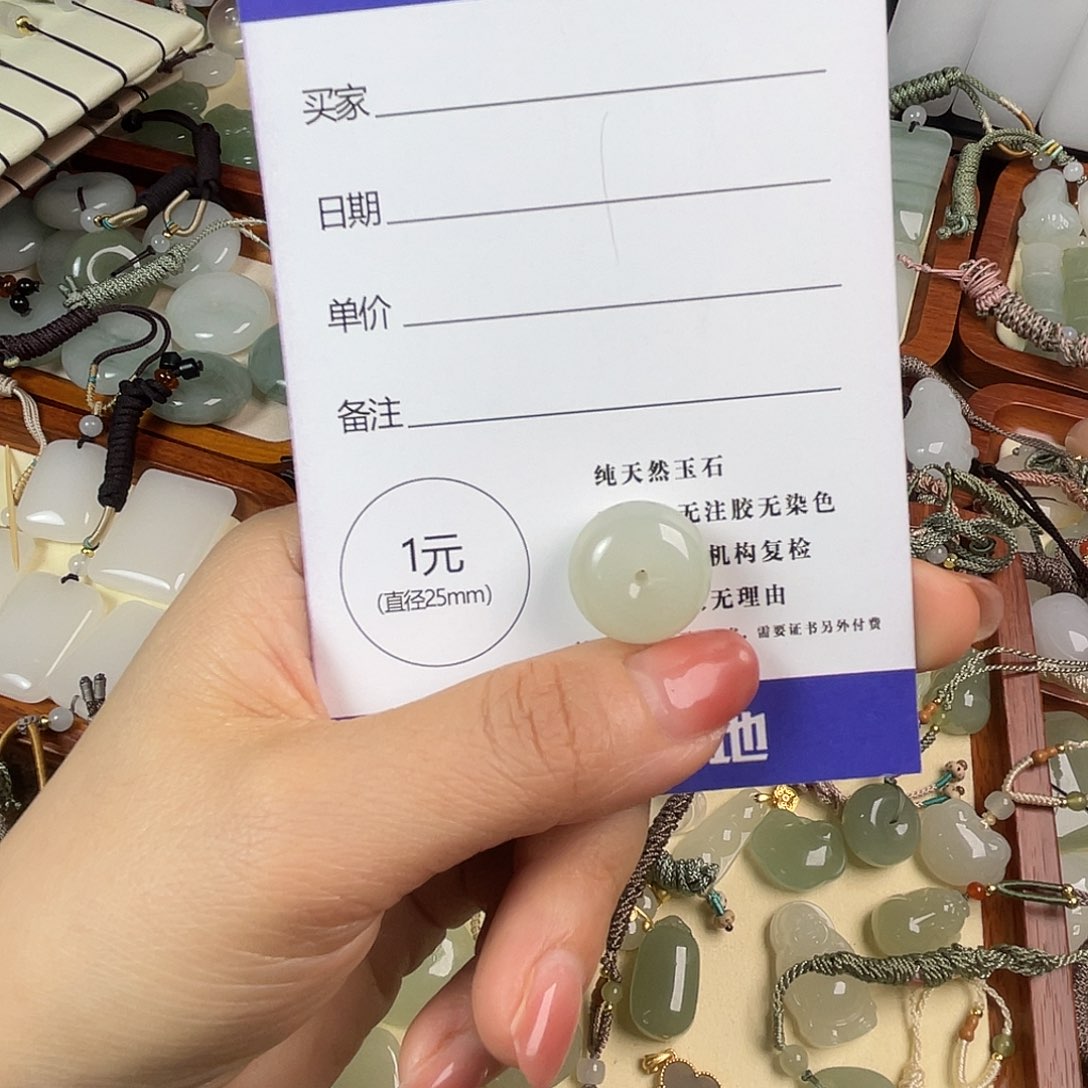 买家
日期
单价
备注
纯天然玉石
无注胶无染色
机构复检
无理由
需要证书另外付费
1元
(直径25mm)
地